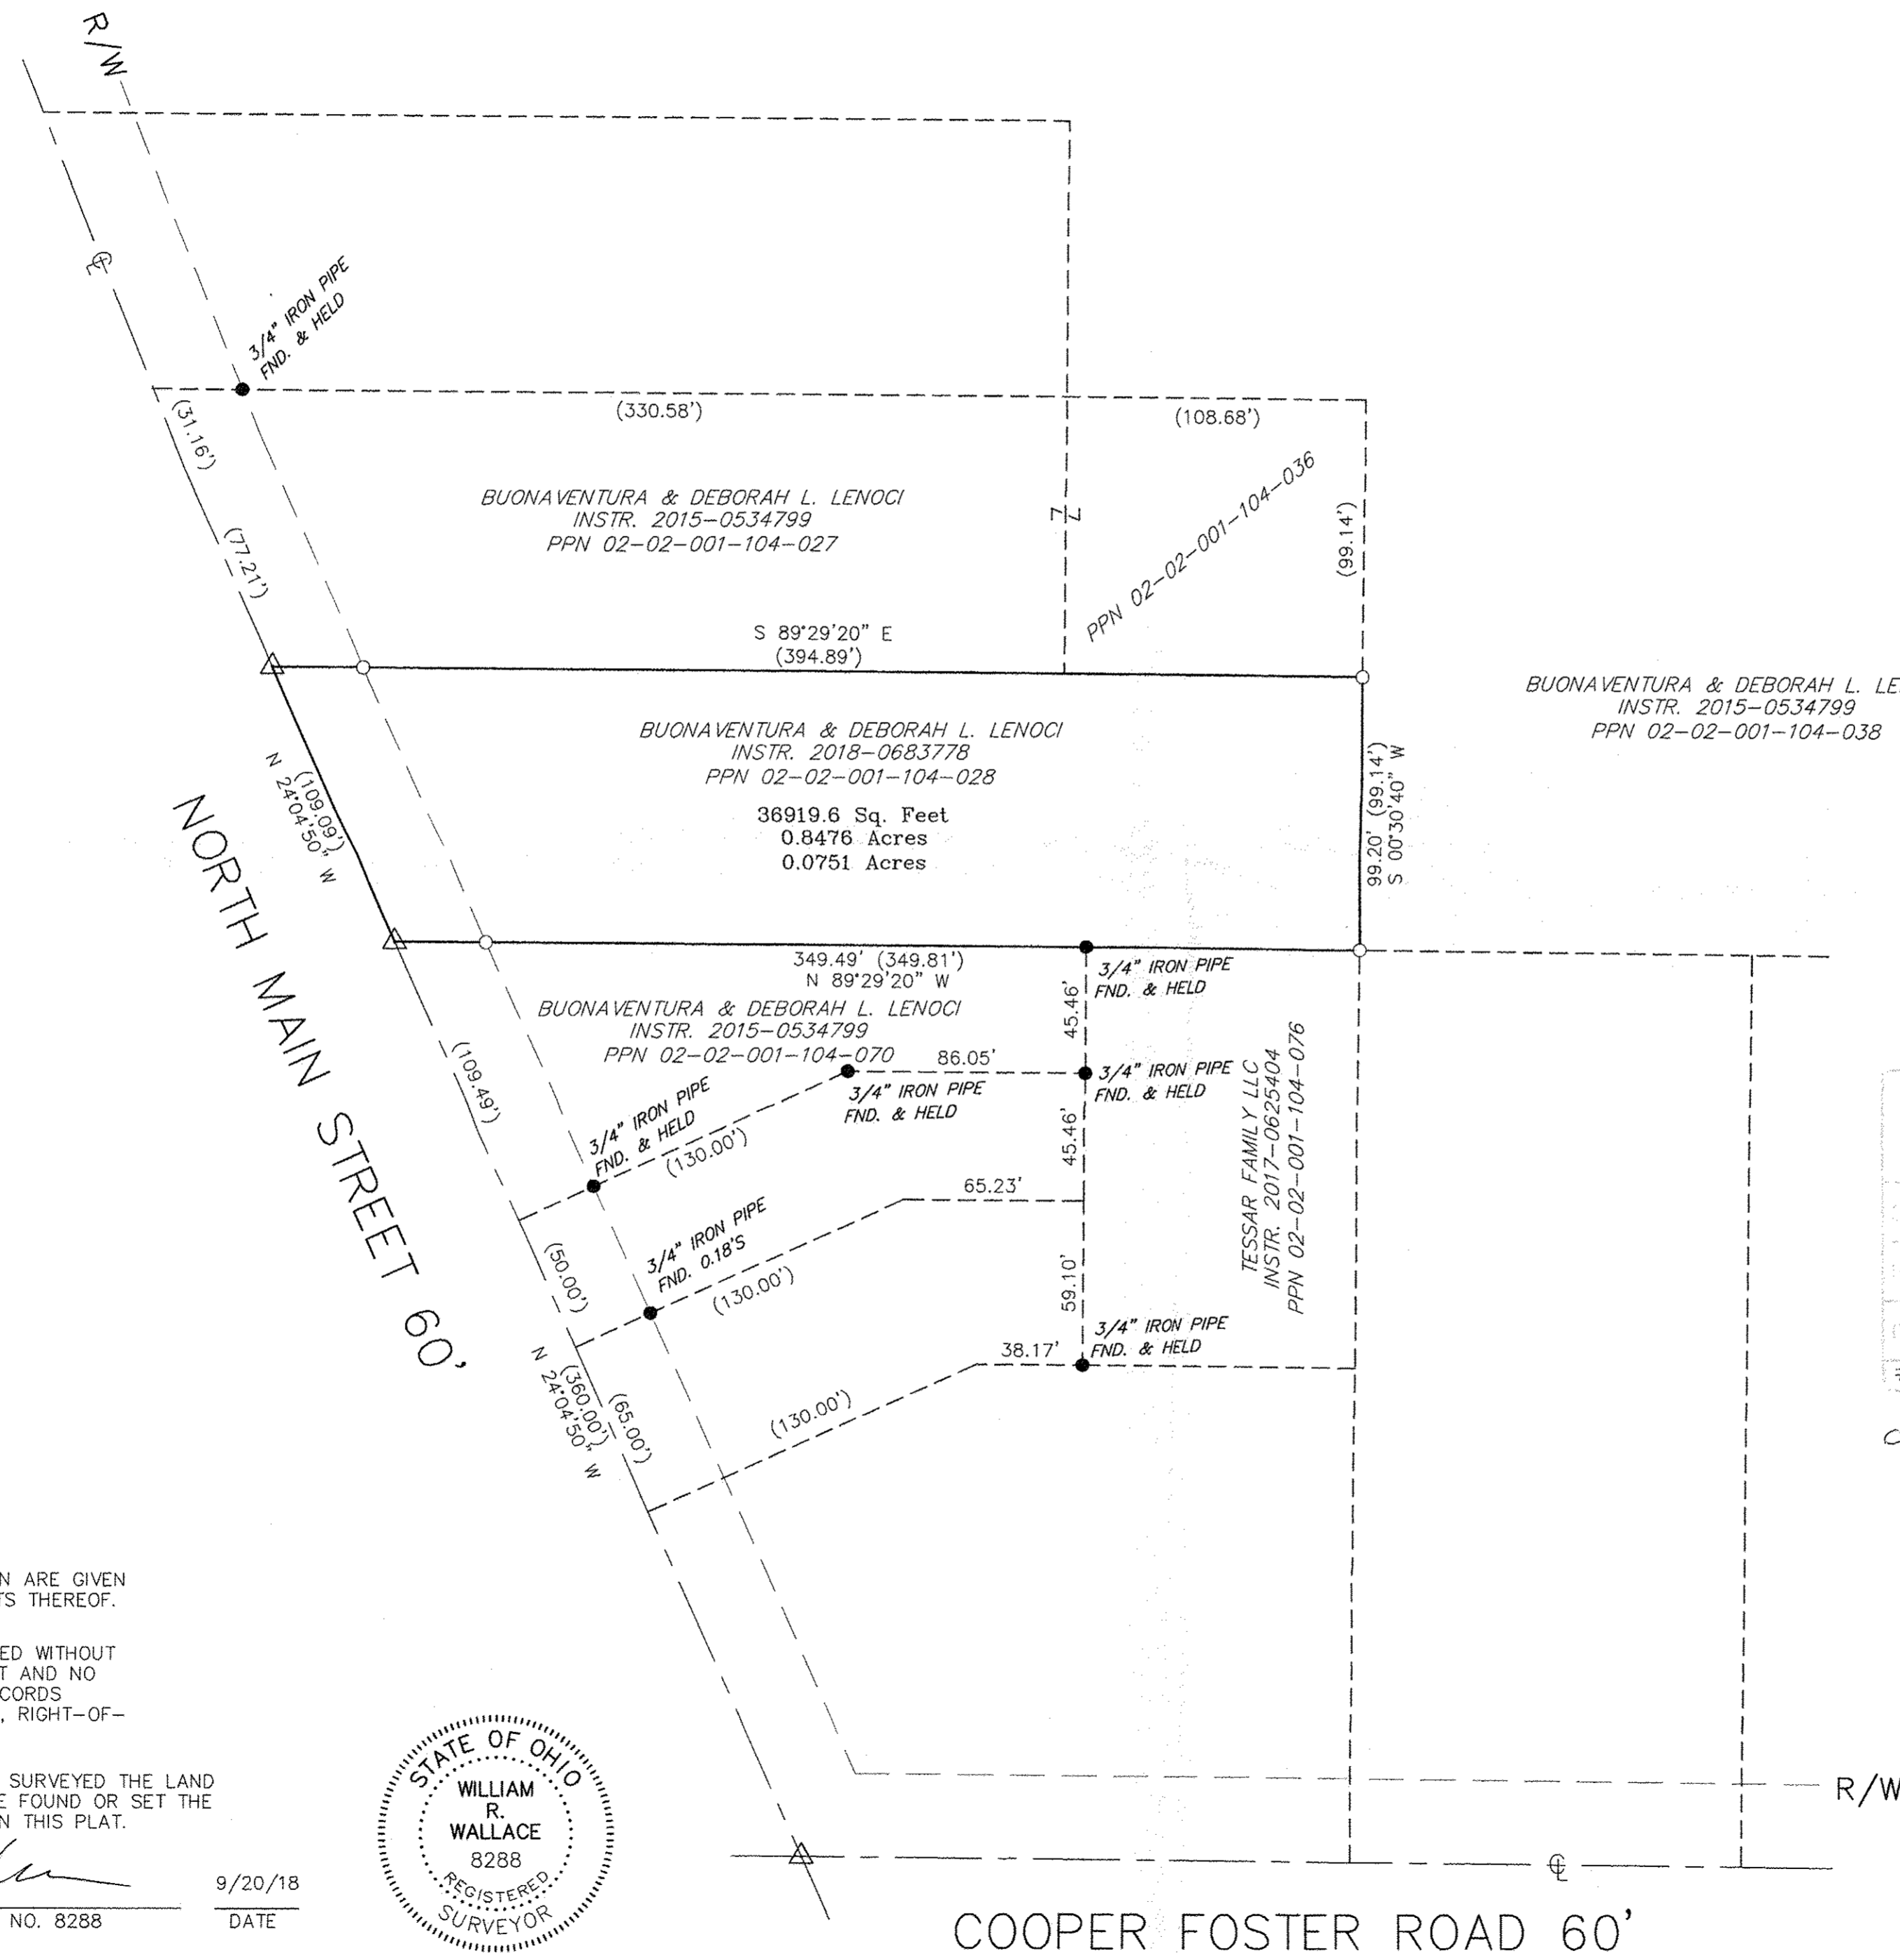 R/W
3/4" IRON PIPE
FND. & HELD
(31.16')
(330.58')
(108.68')
BUONAVENTURA & DEBORAH L. LENOCI
INSTR. 2015-0534799
PPN 02-02-001-104-027
PPN 02-02-001-104-036
(99.14')
(77.21')
S 89°29'20" E
(394.89')
BUONAVENTURA & DEBORAH L. LE
INSTR. 2015-0534799
PPN 02-02-001-104-038
BUONAVENTURA & DEBORAH L. LENOCI
INSTR. 2018-0683778
PPN 02-02-001-104-028
36919.6 Sq. Feet
0.8476 Acres
0.0751 Acres
(109.09')
N 24°04'50" W
99.20' (99.14')
S 00°30'40" W
NORTH MAIN STREET 60'
349.49' (349.81')
N 89°29'20" W
3/4" IRON PIPE
FND. & HELD
BUONAVENTURA & DEBORAH L. LENOCI
INSTR. 2015-0534799
PPN 02-02-001-104-070
45.46'
86.05'
3/4" IRON PIPE
FND. & HELD
3/4" IRON PIPE
FND. & HELD
(109.49')
3/4" IRON PIPE
FND. & HELD
(130.00')
45.46'
TESSAR FAMILY LLC
INSTR. 2017-0625404
PPN 02-02-001-104-076
65.23'
3/4" IRON PIPE
FND. 0.18'S
(130.00')
(50.00')
59.10'
3/4" IRON PIPE
FND. & HELD
38.17'
(65.00')
(360.00')
N 24°04'50" W
(130.00')
N ARE GIVEN
TS THEREOF.
ED WITHOUT
T AND NO
CORDS
, RIGHT-OF-
SURVEYED THE LAND
E FOUND OR SET THE
N THIS PLAT.
9/20/18
NO. 8288
DATE
STATE OF OHIO
WILLIAM
R.
WALLACE
8288
REGISTERED
SURVEYOR
R/W
COOPER FOSTER ROAD 60'